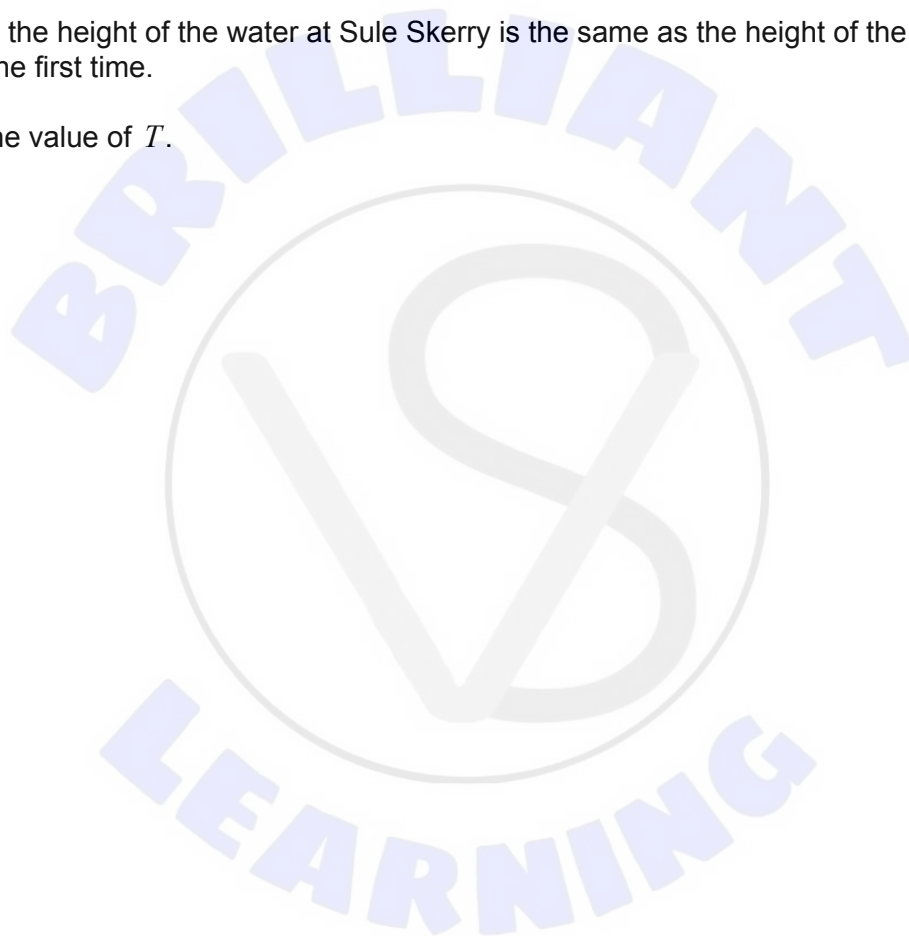 the height of the water at Sule Skerry is the same as the height of the
first time.
value of T.
BRILLIANT
VS
LEARNING